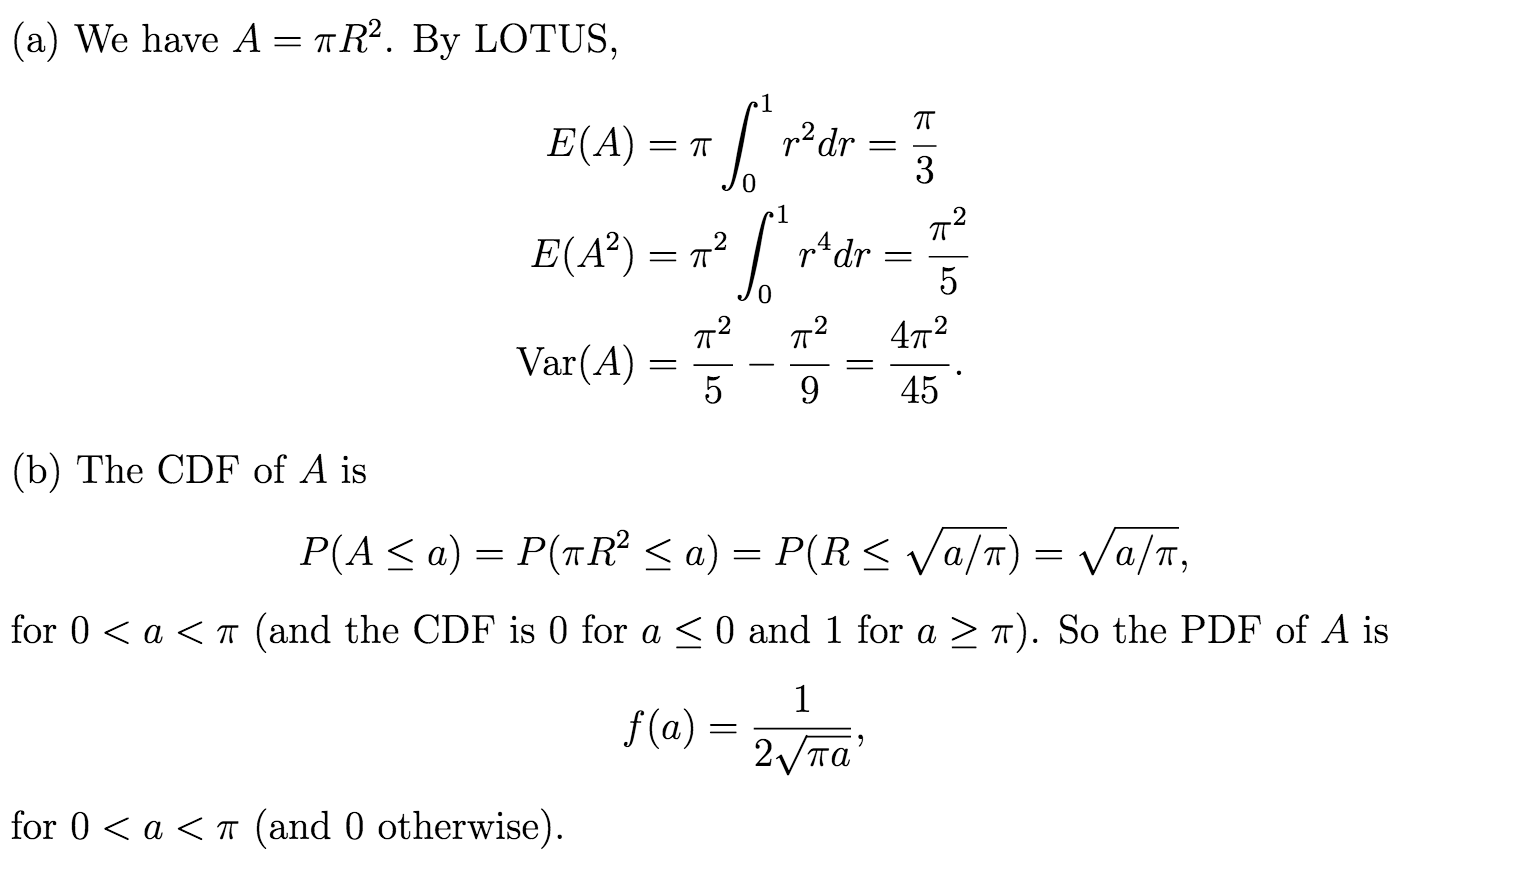 (a) We have $A = \pi R^2$. By LOTUS,
$E(A) = \pi \int_0^1 r^2 dr = \frac{\pi}{3}$
$E(A^2) = \pi^2 \int_0^1 r^4 dr = \frac{\pi^2}{5}$
$\text{Var}(A) = \frac{\pi^2}{5} - \frac{\pi^2}{9} = \frac{4\pi^2}{45}.$
(b) The CDF of $A$ is
$P(A \leq a) = P(\pi R^2 \leq a) = P(R \leq \sqrt{a/\pi}) = \sqrt{a/\pi},$
for $0 < a < \pi$ (and the CDF is 0 for $a \leq 0$ and 1 for $a \geq \pi$). So the PDF of $A$ is
$f(a) = \frac{1}{2\sqrt{\pi a}},$
for $0 < a < \pi$ (and 0 otherwise).